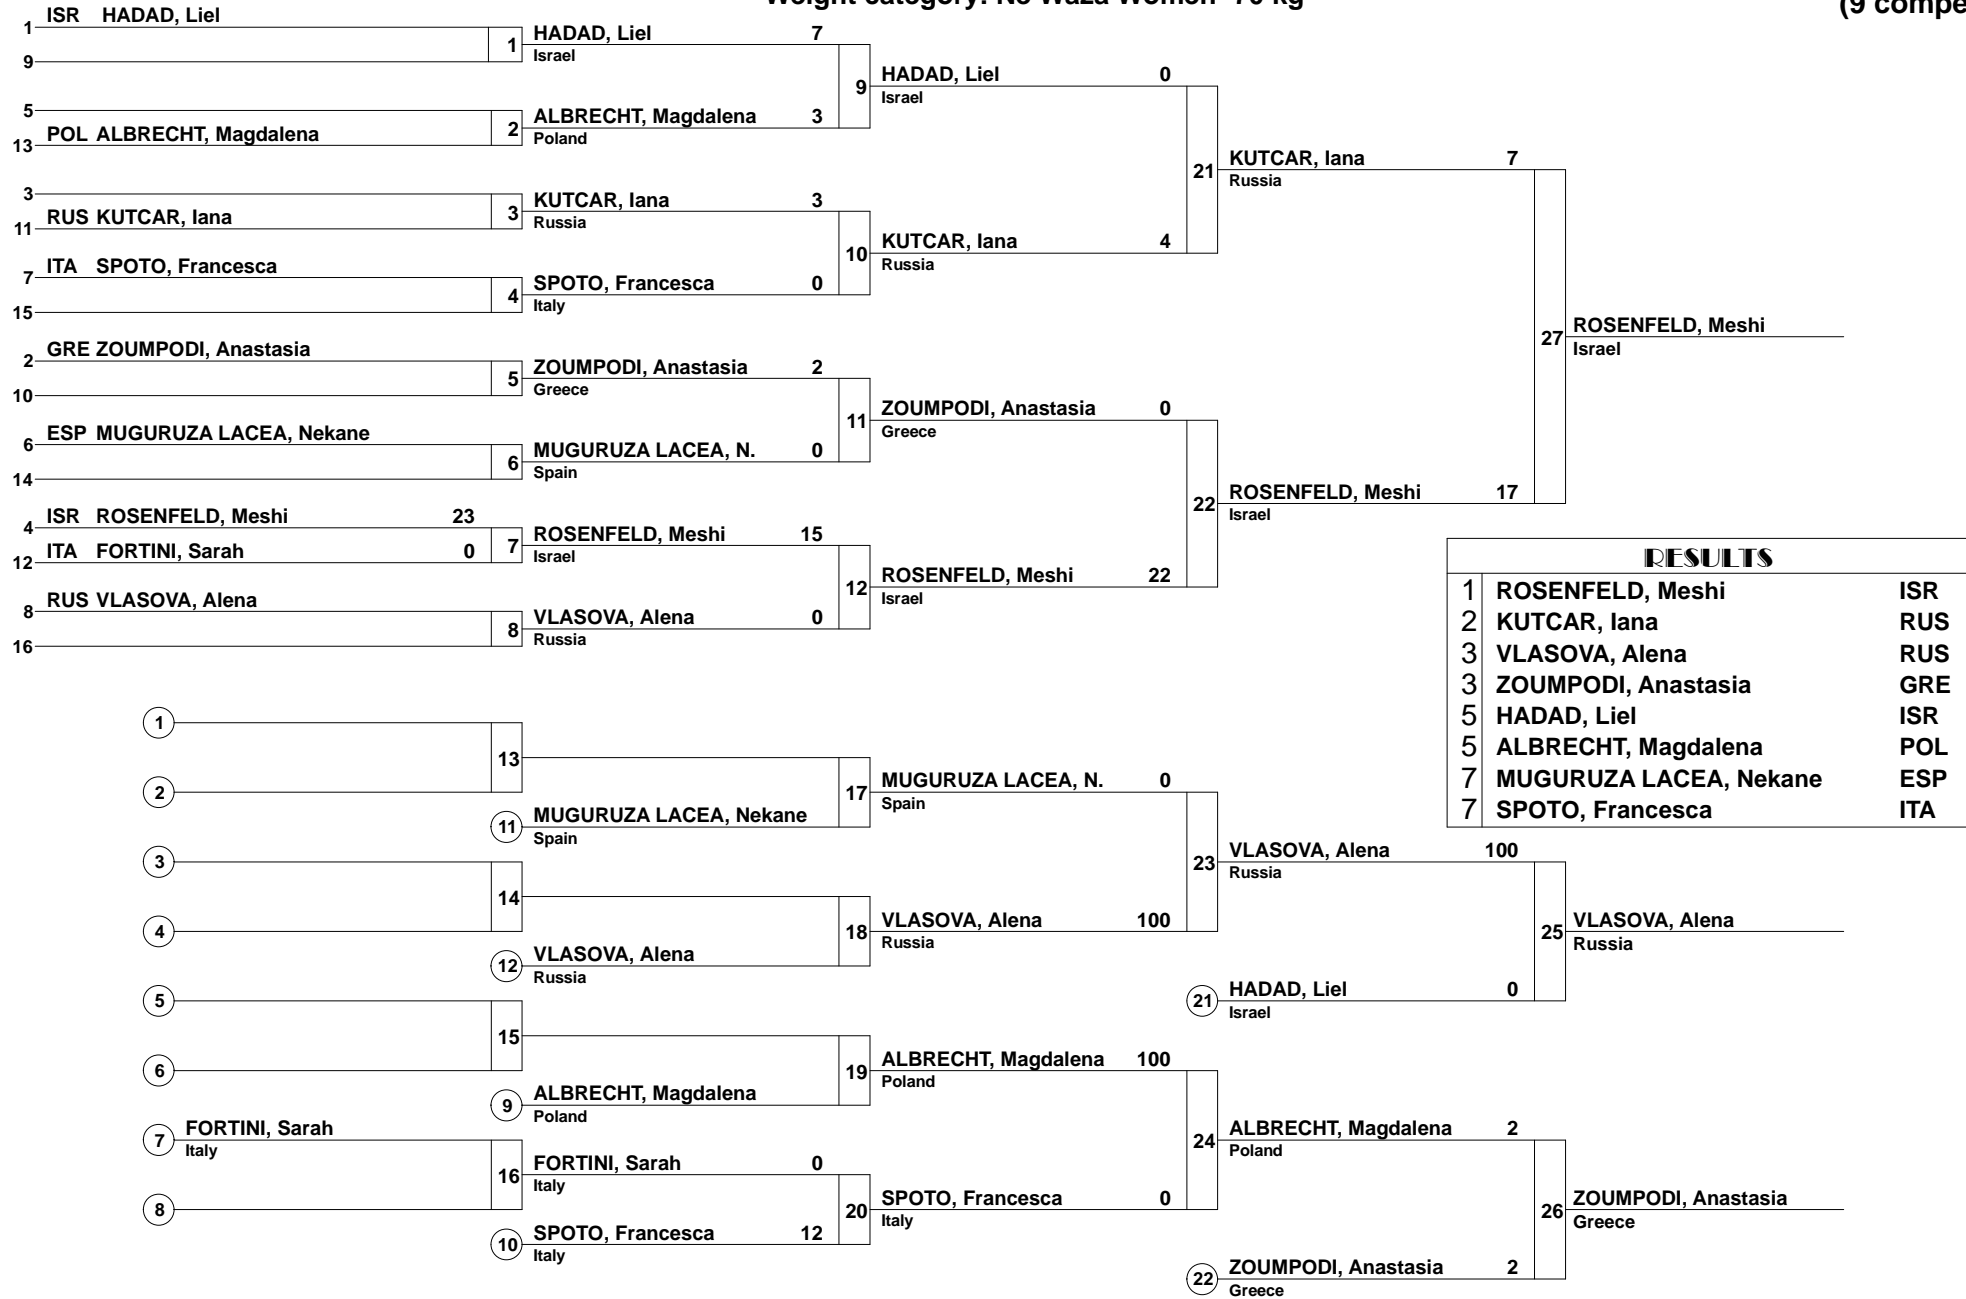 (9 compe
1 ISR HADAD, Liel
9
1 HADAD, Liel 7
Israel
5
13 POL ALBRECHT, Magdalena
2 ALBRECHT, Magdalena 3
Poland
9 HADAD, Liel 0
Israel
3
11 RUS KUTCAR, Iana
3 KUTCAR, Iana 3
Russia
7 ITA SPOTO, Francesca
15
4 SPOTO, Francesca 0
Italy
10 KUTCAR, Iana 4
Russia
21 KUTCAR, Iana 7
Russia
2 GRE ZOUMPODI, Anastasia
10
5 ZOUMPODI, Anastasia 2
Greece
6 ESP MUGURUZA LACEA, Nekane
14
6 MUGURUZA LACEA, N. 0
Spain
11 ZOUMPODI, Anastasia 0
Greece
4 ISR ROSENFELD, Meshi 23
12 ITA FORTINI, Sarah 0
7 ROSENFELD, Meshi 15
Israel
8 RUS VLASOVA, Alena
16
8 VLASOVA, Alena 0
Russia
12 ROSENFELD, Meshi 22
Israel
22 ROSENFELD, Meshi 17
Israel
27 ROSENFELD, Meshi
Israel
RESULTS
1 ROSENFELD, Meshi ISR
2 KUTCAR, Iana RUS
3 VLASOVA, Alena RUS
3 ZOUMPODI, Anastasia GRE
5 HADAD, Liel ISR
5 ALBRECHT, Magdalena POL
7 MUGURUZA LACEA, Nekane ESP
7 SPOTO, Francesca ITA
1
2
13
11 MUGURUZA LACEA, Nekane
Spain
17 MUGURUZA LACEA, N. 0
Spain
3
4
14
12 VLASOVA, Alena
Russia
18 VLASOVA, Alena 100
Russia
23 VLASOVA, Alena 100
Russia
21 HADAD, Liel 0
Israel
25 VLASOVA, Alena
Russia
5
6
15
9 ALBRECHT, Magdalena
Poland
19 ALBRECHT, Magdalena 100
Poland
7 FORTINI, Sarah
Italy
8
16 FORTINI, Sarah 0
Italy
10 SPOTO, Francesca 12
Italy
20 SPOTO, Francesca 0
Italy
24 ALBRECHT, Magdalena 2
Poland
22 ZOUMPODI, Anastasia 2
Greece
26 ZOUMPODI, Anastasia
Greece